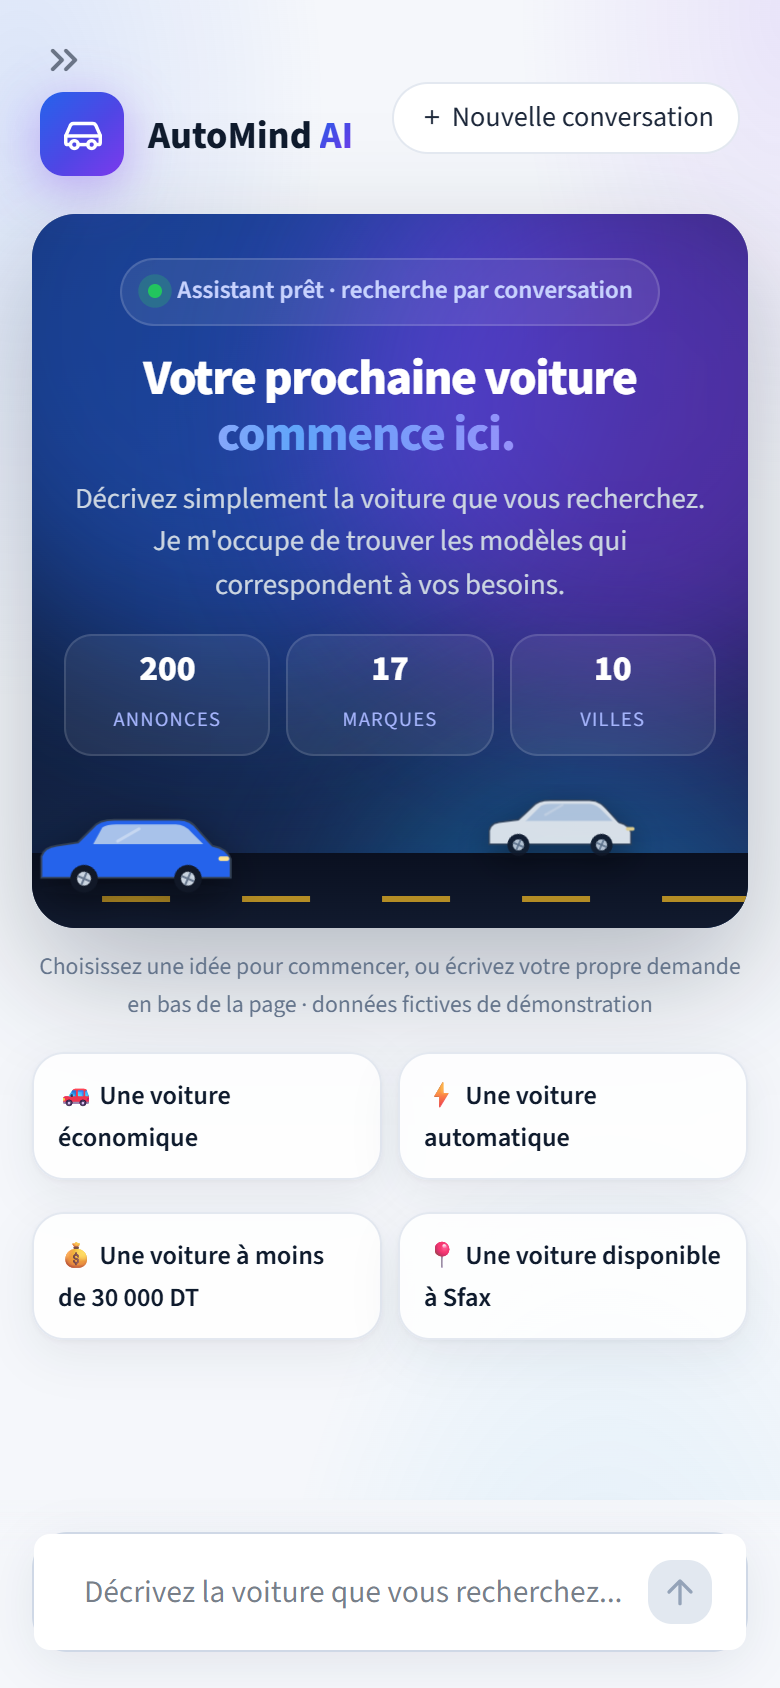 AutoMind AI
+ Nouvelle conversation
Assistant prêt · recherche par conversation
Votre prochaine voiture
commence ici.
Décrivez simplement la voiture que vous recherchez.
Je m'occupe de trouver les modèles qui
correspondent à vos besoins.
200
ANNONCES
17
MARQUES
10
VILLES
Choisissez une idée pour commencer, ou écrivez votre propre demande
en bas de la page · données fictives de démonstration
🚗 Une voiture
économique
⚡ Une voiture
automatique
💰 Une voiture à moins
de 30 000 DT
📍 Une voiture disponible
à Sfax
Décrivez la voiture que vous recherchez...